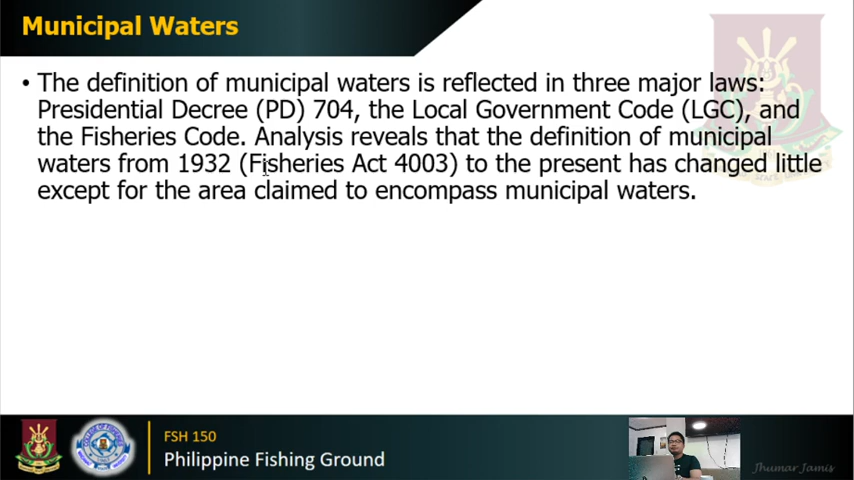 Municipal Waters
• The definition of municipal waters is reflected in three major laws:
Presidential Decree (PD) 704, the Local Government Code (LGC), and
the Fisheries Code. Analysis reveals that the definition of municipal
waters from 1932 (Fisheries Act 4003) to the present has changed little
except for the area claimed to encompass municipal waters.
FSH 150
Philippine Fishing Ground
Jhumar Jamis